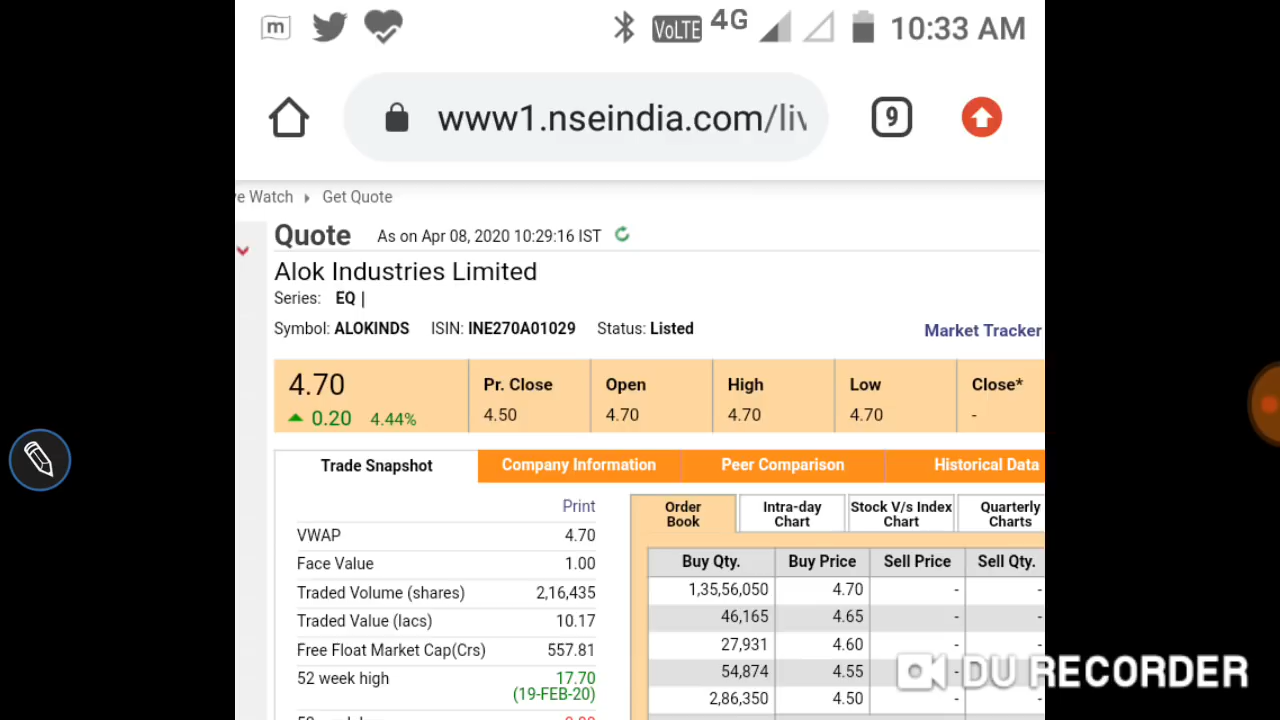 m VoLTE 4G 10:33 AM
www1.nseindia.com/liv 9
e Watch Get Quote
Quote As on Apr 08, 2020 10:29:16 IST
Alok Industries Limited
Series: EQ |
Symbol: ALOKINDS ISIN: INE270A01029 Status: Listed
Market Tracker
4.70 Pr. Close Open High Low Close*
0.20 4.44% 4.50 4.70 4.70 4.70 -
Trade Snapshot Company Information Peer Comparison Historical Data
Print
VWAP 4.70
Face Value 1.00
Traded Volume (shares) 2,16,435
Traded Value (lacs) 10.17
Free Float Market Cap(Crs) 557.81
52 week high 17.70
(19-FEB-20)
Order Intra-day Stock V/s Index Quarterly
Book Chart Chart Charts
Buy Qty. Buy Price Sell Price Sell Qty.
1,35,56,050 4.70 - -
46,165 4.65 - -
27,931 4.60 - -
54,874 4.55 -
2,86,350 4.50 - -
DU RECORDER